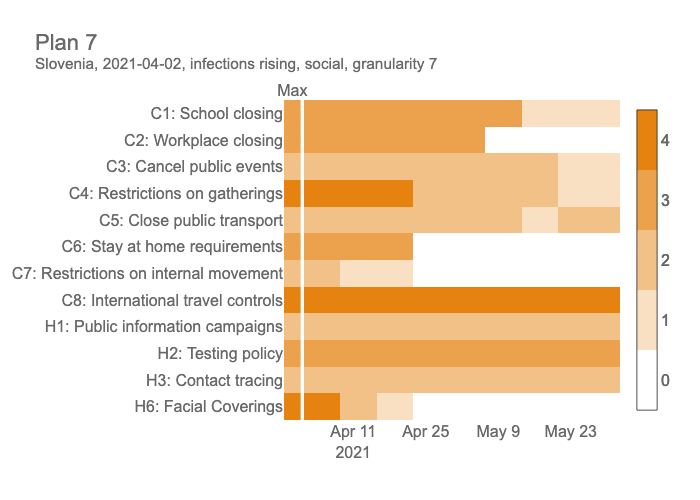 Plan 7
Slovenia, 2021-04-02, infections rising, social, granularity 7
Max
C1: School closing
C2: Workplace closing
C3: Cancel public events
C4: Restrictions on gatherings
C5: Close public transport
C6: Stay at home requirements
C7: Restrictions on internal movement
C8: International travel controls
H1: Public information campaigns
H2: Testing policy
H3: Contact tracing
H6: Facial Coverings
4
3
2
1
0
Apr 11 Apr 25 May 9 May 23
2021